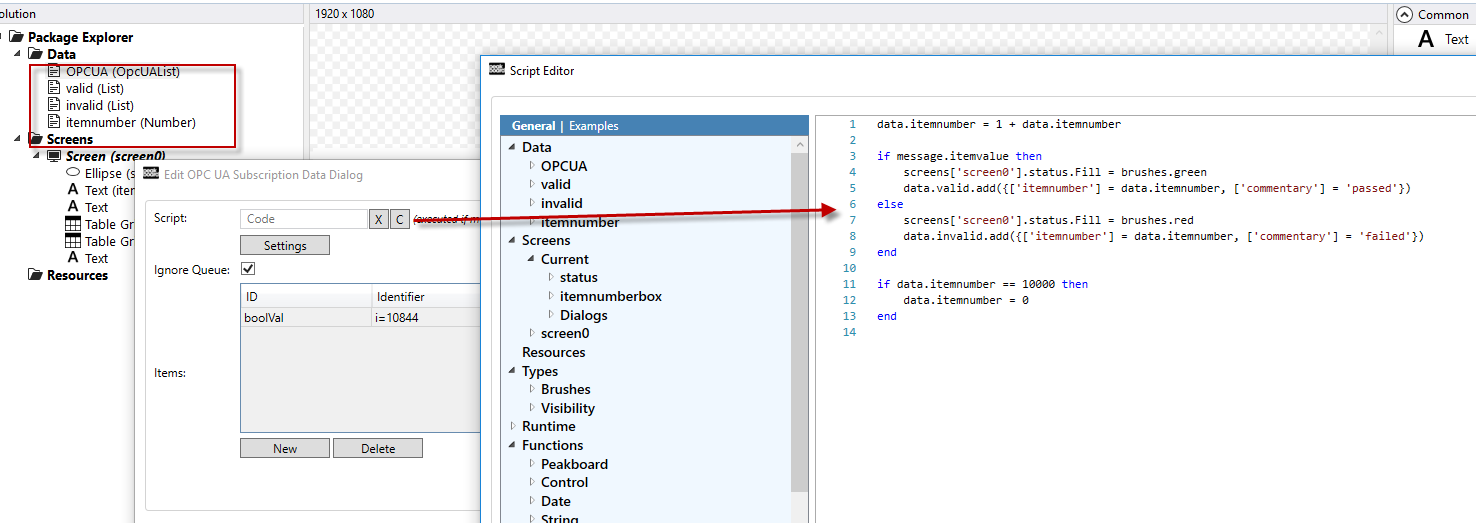 olution
Package Explorer
Data
OPCUA (OpcUAList)
valid (List)
invalid (List)
itemnumber (Number)
Screens
Screen (screen0)
Ellipse (s
Text (ite
Text
Table Gr
Table Gr
Text
Resources
1920 x 1080
Common
A Text
Edit OPC UA Subscription Data Dialog
Script:
Code
X
C
(executed if m
Settings
Ignore Queue:
ID Identifier
boolVal i=10844
Items:
New
Delete
Script Editor
General | Examples
Data
OPCUA
valid
invalid
itemnumber
Screens
Current
status
itemnumberbox
Dialogs
screen0
Resources
Types
Brushes
Visibility
Runtime
Functions
Peakboard
Control
Date
String
1 data.itemnumber = 1 + data.itemnumber
2
3 if message.itemvalue then
4 screens['screen0'].status.Fill = brushes.green
5 data.valid.add({['itemnumber'] = data.itemnumber, ['commentary'] = 'passed'})
6 else
7 screens['screen0'].status.Fill = brushes.red
8 data.invalid.add({['itemnumber'] = data.itemnumber, ['commentary'] = 'failed'})
9 end
10
11 if data.itemnumber == 10000 then
12 data.itemnumber = 0
13 end
14